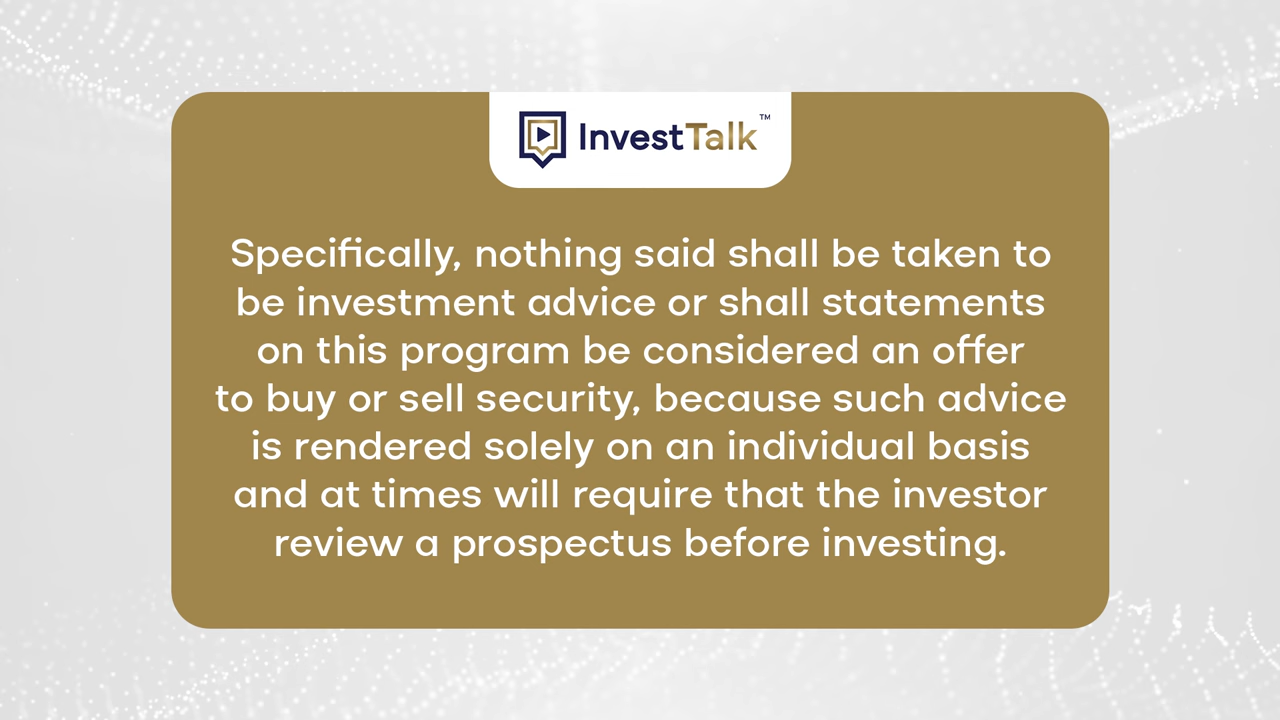 InvestTalk™
Specifically, nothing said shall be taken to
be investment advice or shall statements
on this program be considered an offer
to buy or sell security, because such advice
is rendered solely on an individual basis
and at times will require that the investor
review a prospectus before investing.